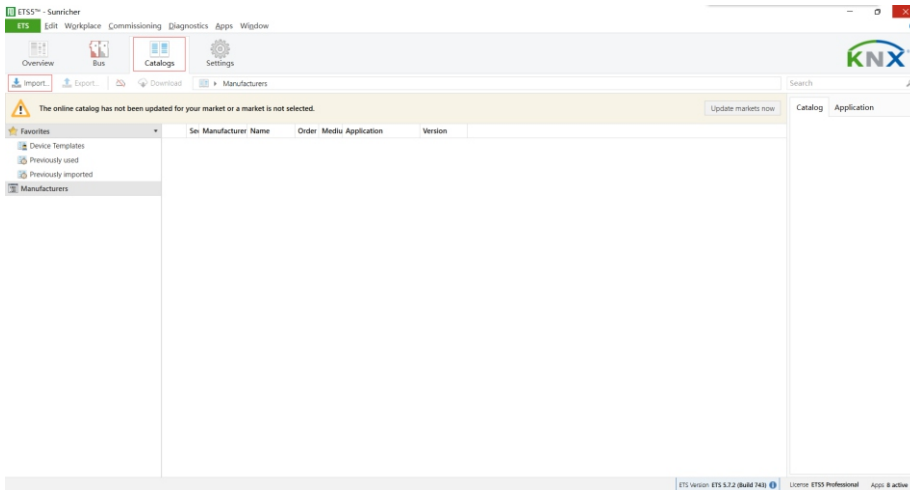 ETS5™ - Sunricher
ETS Edit Workplace Commissioning Diagnostics Apps Window
Overview Bus Catalogs Settings
KNX
Import... Export... Download Manufacturers Search
The online catalog has not been updated for your market or a market is not selected. Update markets now
Catalog Application
Favorites
Ser Manufacturer Name Order Mediu Application Version
Device Templates
Previously used
Previously imported
Manufacturers
ETS Version ETS 5.7.2 (Build 743) License ETS5 Professional Apps 8 active